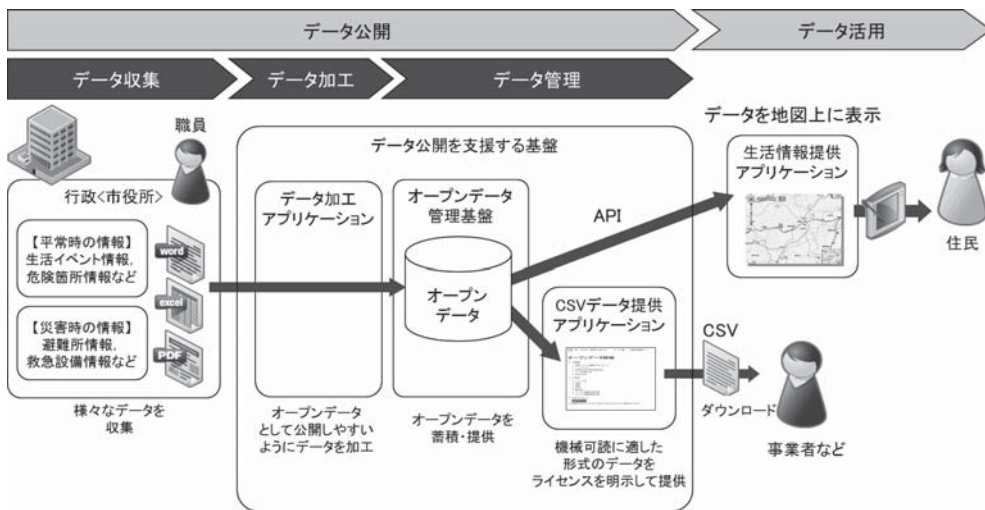 データ公開
データ活用
データ収集
データ加工
データ管理
職員
行政<市役所>
【平常時の情報】
生活イベント情報,
危険箇所情報など
word
excel
【災害時の情報】
避難所情報,
救急設備情報など
PDF
様々なデータを
収集
データ公開を支援する基盤
データ加工
アプリケーション
オープンデータ
として公開しやすい
ようにデータを加工
オープンデータ
管理基盤
オープン
データ
オープンデータを
蓄積・提供
API
CSVデータ提供
アプリケーション
機械可読に適した
形式のデータを
ライセンスを明示して提供
データを地図上に表示
生活情報提供
アプリケーション
住民
CSV
ダウンロード
事業者など